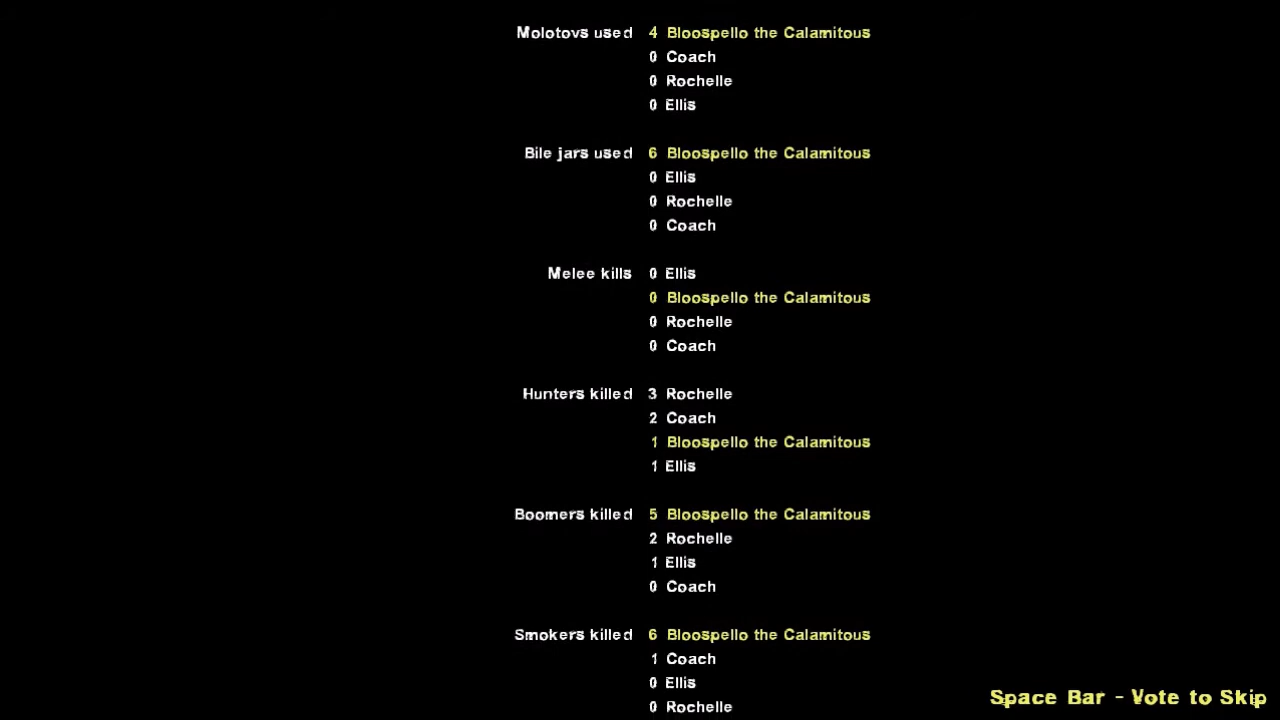 Molotovs used 4 Bloospello the Calamitous
0 Coach
0 Rochelle
0 Ellis
Bile jars used 6 Bloospello the Calamitous
0 Ellis
0 Rochelle
0 Coach
Melee kills 0 Ellis
0 Bloospello the Calamitous
0 Rochelle
0 Coach
Hunters killed 3 Rochelle
2 Coach
1 Bloospello the Calamitous
1 Ellis
Boomers killed 5 Bloospello the Calamitous
2 Rochelle
1 Ellis
0 Coach
Smokers killed 6 Bloospello the Calamitous
1 Coach
0 Ellis
0 Rochelle
Space Bar - Vote to Skip